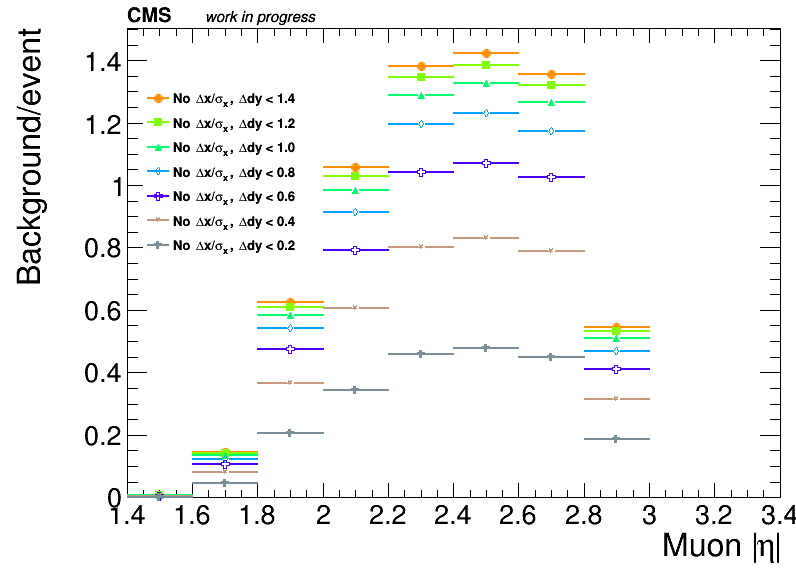 CMS work in progress
Background/event
1.4
1.2
1
0.8
0.6
0.4
0.2
0
No Δx/σx, Δdy < 1.4
No Δx/σx, Δdy < 1.2
No Δx/σx, Δdy < 1.0
No Δx/σx, Δdy < 0.8
No Δx/σx, Δdy < 0.6
No Δx/σx, Δdy < 0.4
No Δx/σx, Δdy < 0.2
1.4 1.6 1.8 2 2.2 2.4 2.6 2.8 3 3.2 3.4
Muon |η|